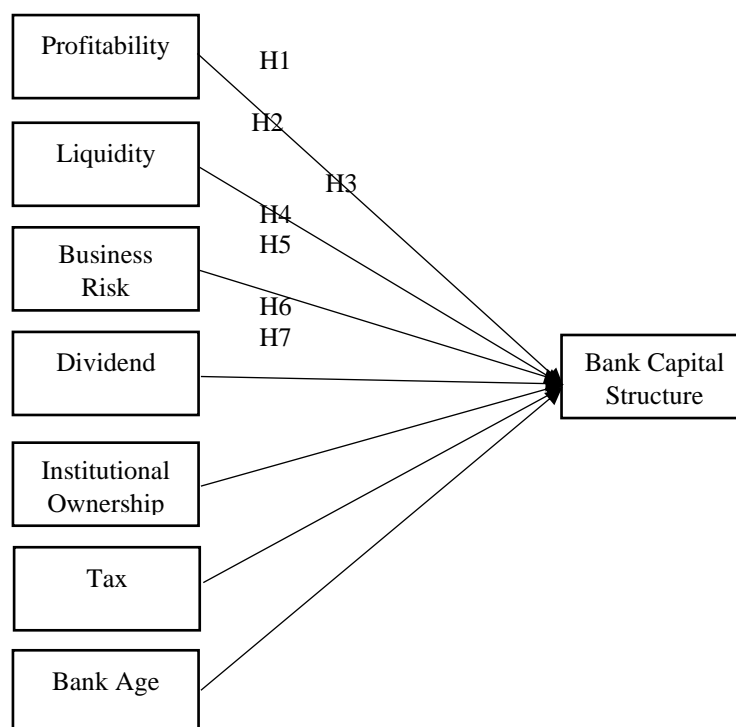 Profitability
H1
H2
Liquidity
H3
H4
H5
Business
Risk
H6
H7
Dividend
Bank Capital
Structure
Institutional
Ownership
Tax
Bank Age